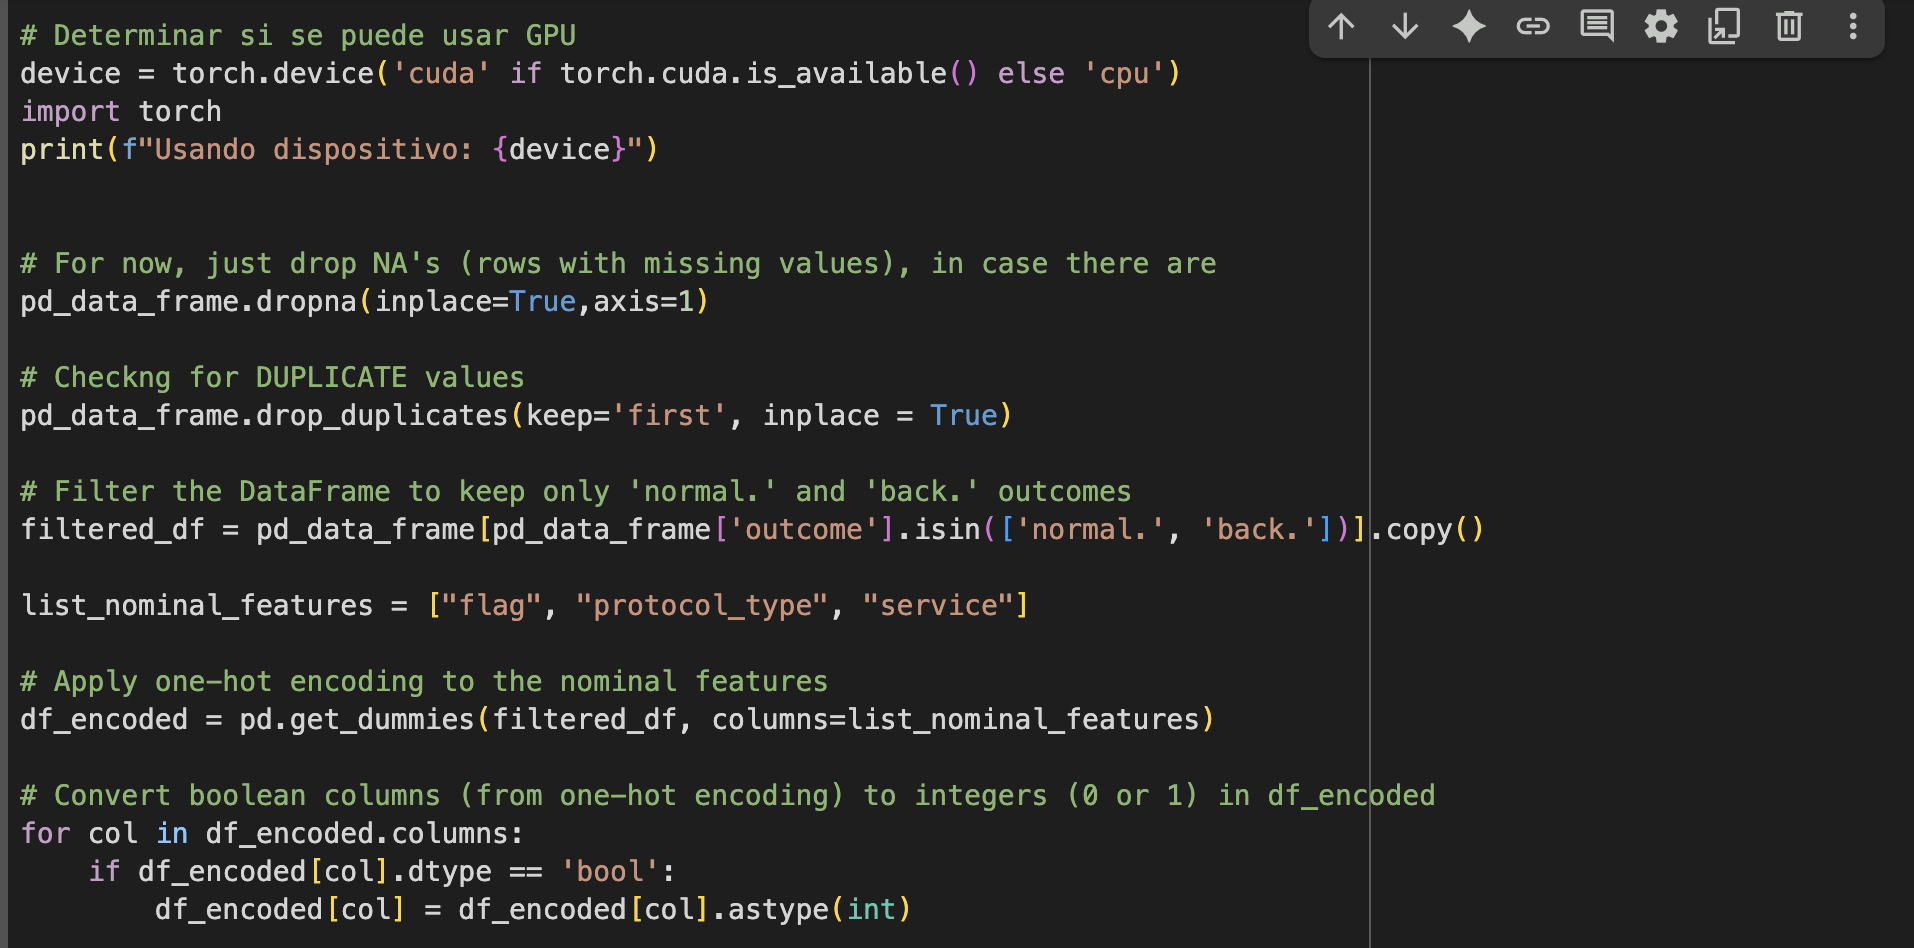 # Determinar si se puede usar GPU
device = torch.device('cuda' if torch.cuda.is_available() else 'cpu')
import torch
print(f"Usando dispositivo: {device}")
# For now, just drop NA's (rows with missing values), in case there are
pd_data_frame.dropna(inplace=True,axis=1)
# Checkng for DUPLICATE values
pd_data_frame.drop_duplicates(keep='first', inplace = True)
# Filter the DataFrame to keep only 'normal.' and 'back.' outcomes
filtered_df = pd_data_frame[pd_data_frame['outcome'].isin(['normal.', 'back.'])].copy()
list_nominal_features = ["flag", "protocol_type", "service"]
# Apply one-hot encoding to the nominal features
df_encoded = pd.get_dummies(filtered_df, columns=list_nominal_features)
# Convert boolean columns (from one-hot encoding) to integers (0 or 1) in df_encoded
for col in df_encoded.columns:
    if df_encoded[col].dtype == 'bool':
        df_encoded[col] = df_encoded[col].astype(int)